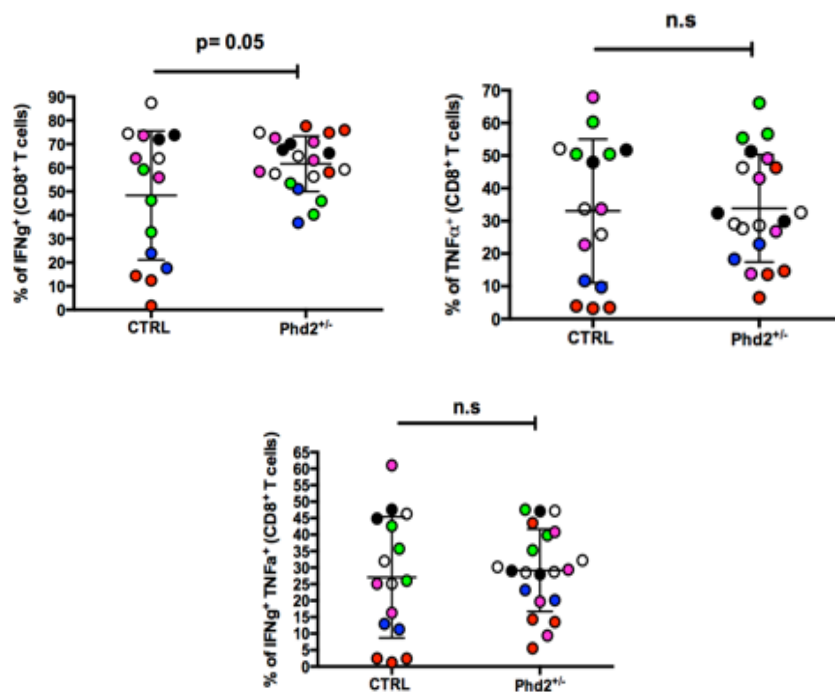 p= 0.05
% of IFNg⁺ (CD8⁺ T cells)
90
80
70
60
50
40
30
20
10
0
CTRL
Phd2⁺/⁻
n.s
% of TNFα⁺ (CD8⁺ T cells)
70
60
50
40
30
20
10
0
CTRL
Phd2⁺/⁻
n.s
% of IFNg⁺ TNFa⁺ (CD8⁺ T cells)
65
60
55
50
45
40
35
30
25
20
15
10
5
0
CTRL
Phd2⁺/⁻